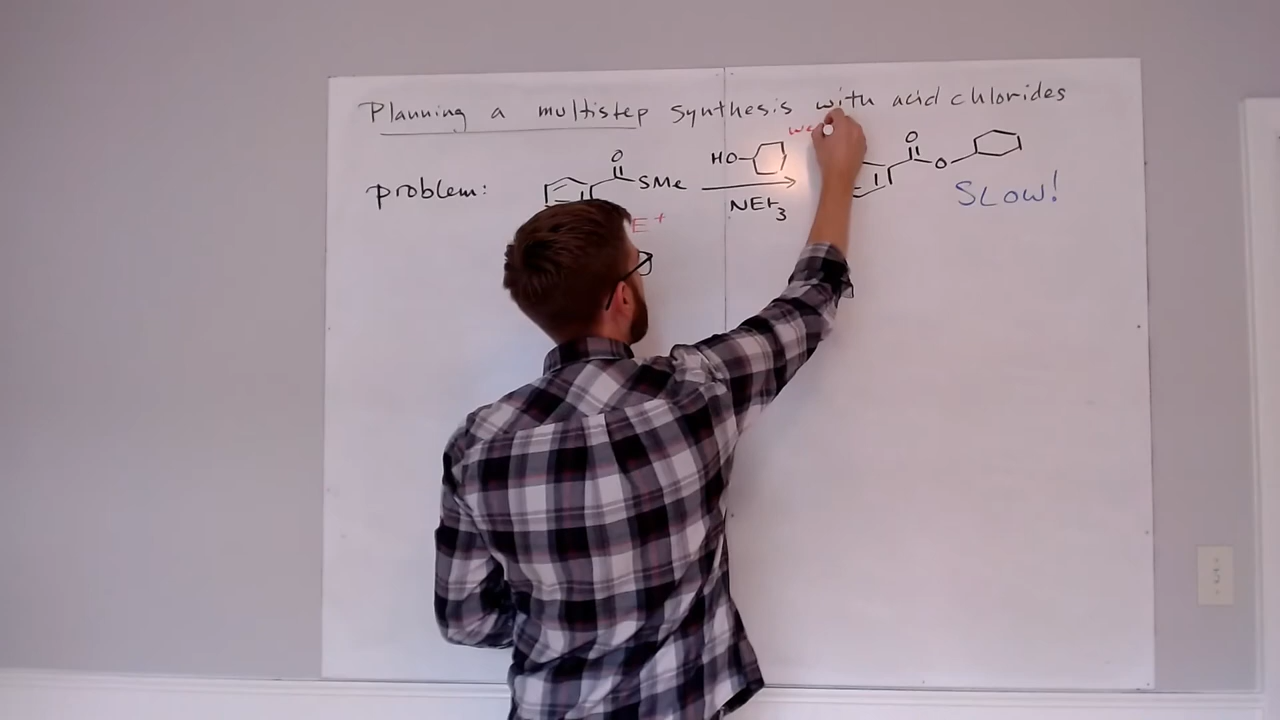 Planning a multistep synthesis with acid chlorides
problem:
O
SMe
HO
NEt3
O
O
SLOW!
E+